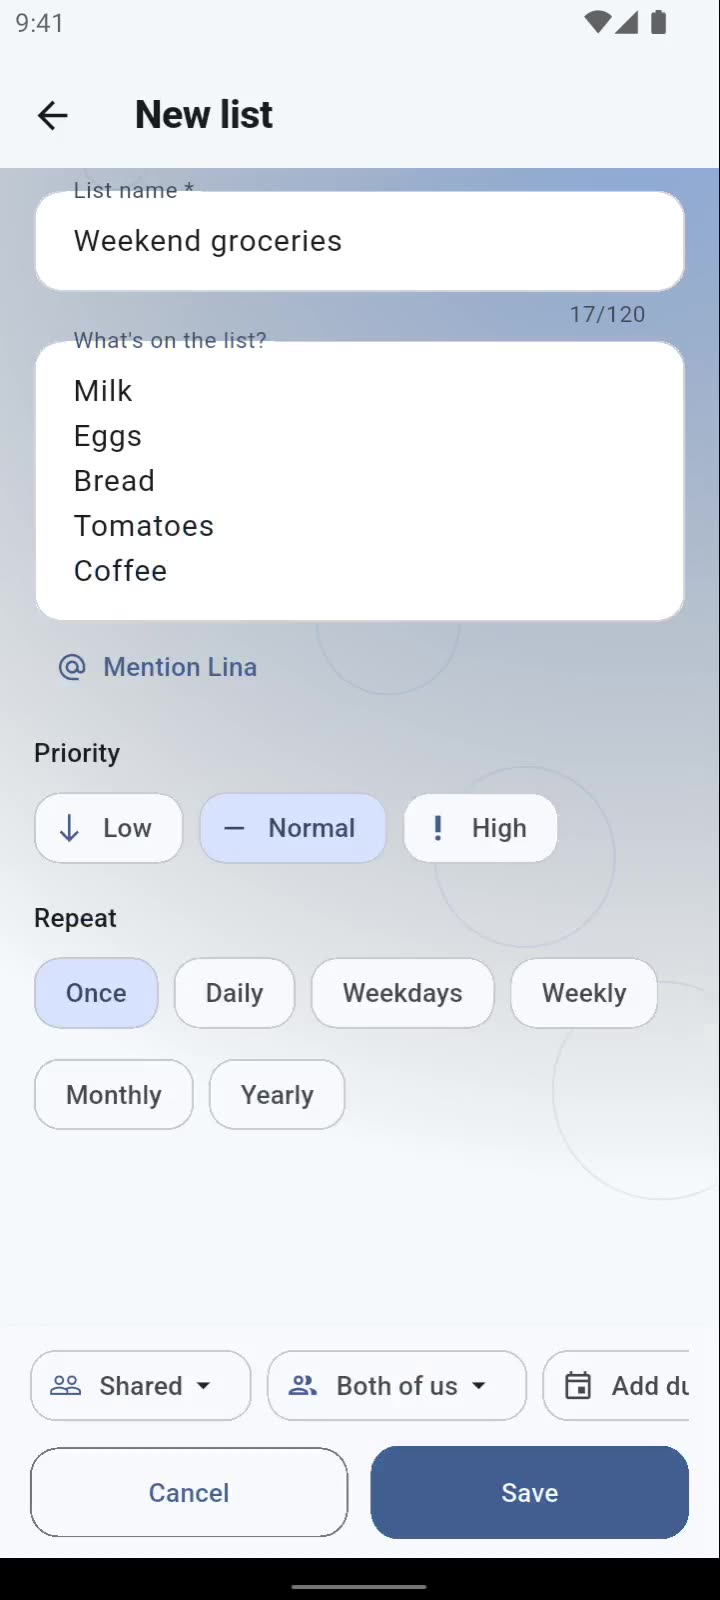 9:41
New list
List name *
Weekend groceries
17/120
What's on the list?
Milk
Eggs
Bread
Tomatoes
Coffee
Mention Lina
Priority
Low Normal High
Repeat
Once Daily Weekdays Weekly
Monthly Yearly
Shared Both of us Add du
Cancel Save